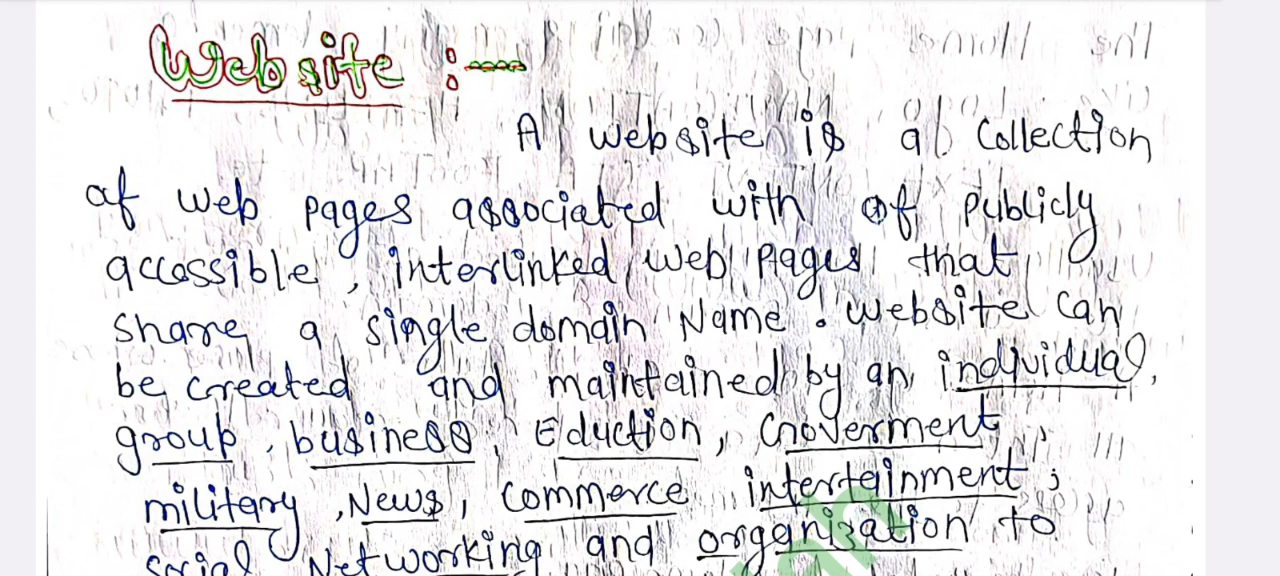 Website :-
A website is a Collection
of web pages associated with of publicly
accessible, interlinked web pages that
share a single domain Name. website can
be created and maintained by an individual,
group, business, Eduction, Goverment,
military, News, Commerce intertainment,
social Networking and organization to